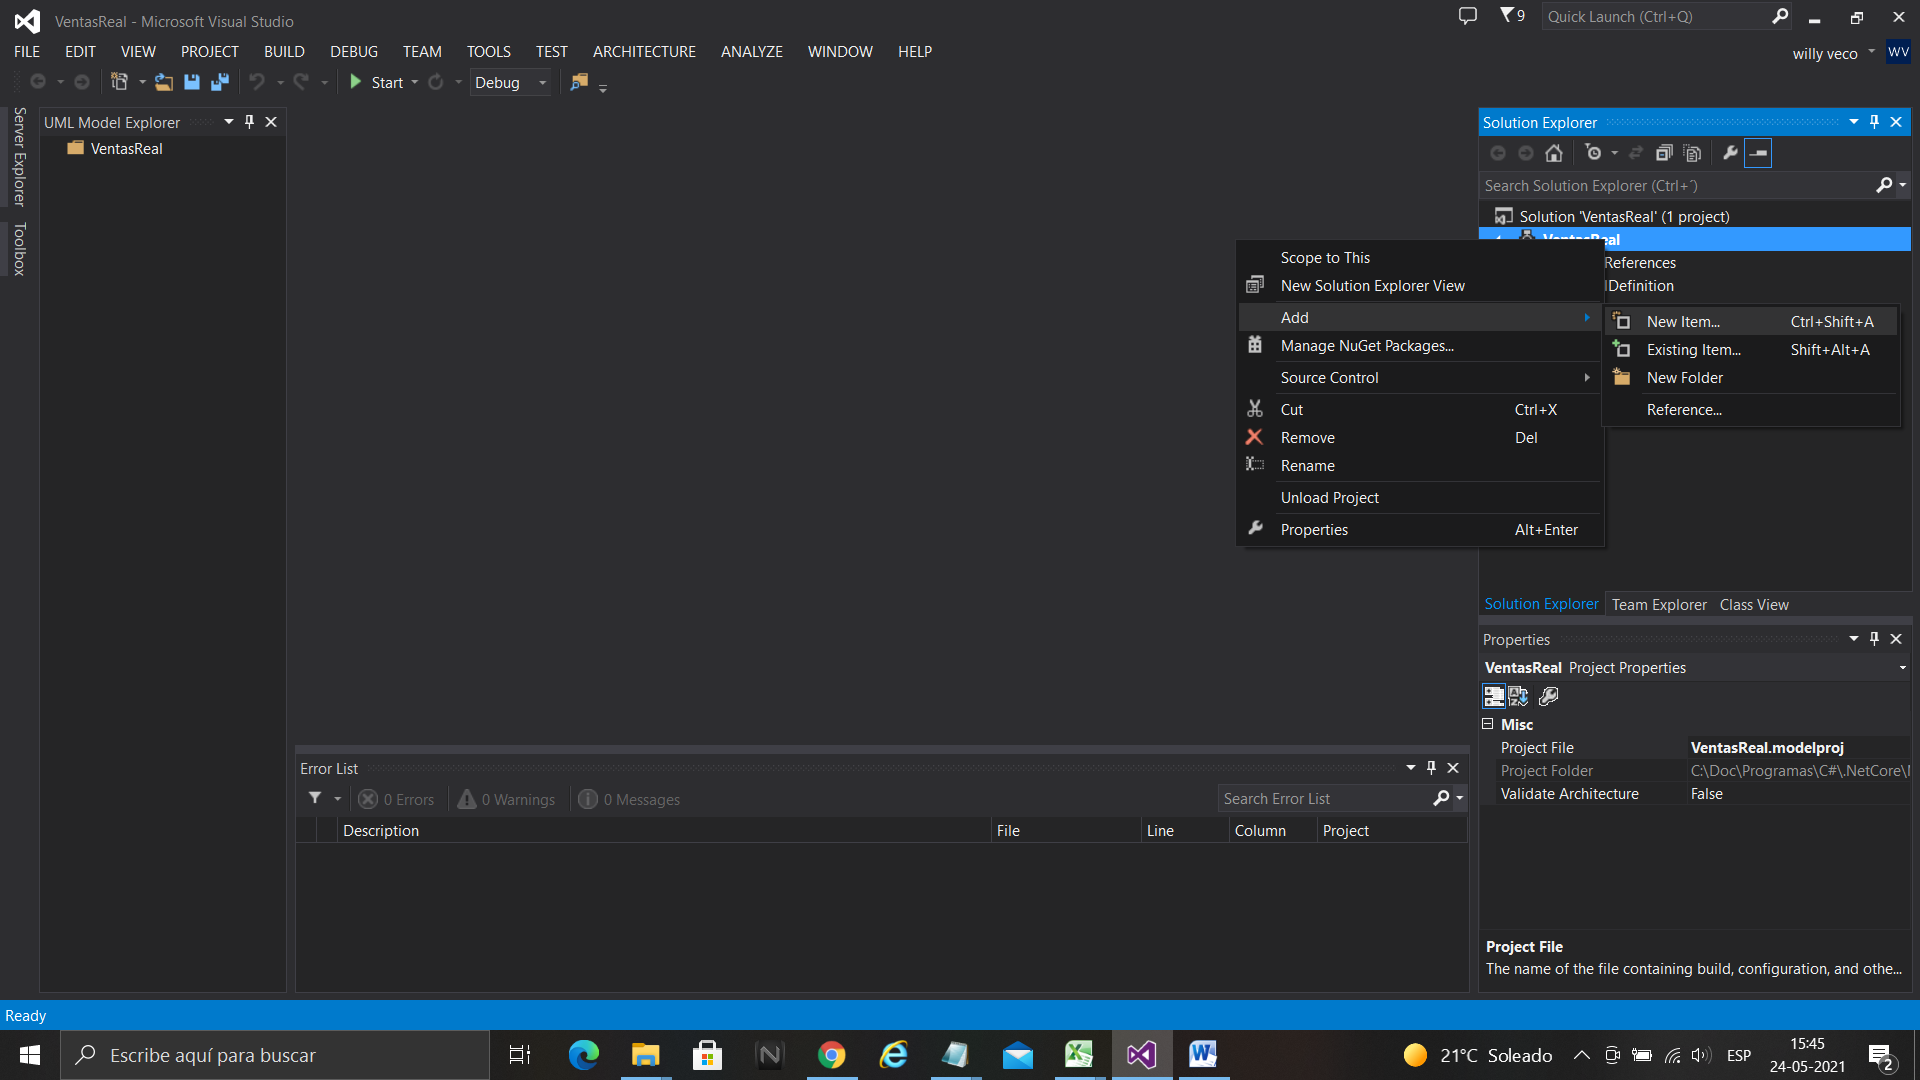 VentasReal - Microsoft Visual Studio
9
Quick Launch (Ctrl+Q)
FILE EDIT VIEW PROJECT BUILD DEBUG TEAM TOOLS TEST ARCHITECTURE ANALYZE WINDOW HELP
willy veco WV
Start Debug
Server Explorer
Toolbox
UML Model Explorer
VentasReal
Solution Explorer
Search Solution Explorer (Ctrl+´)
Solution 'VentasReal' (1 project)
VentasReal
References
lDefinition
Scope to This
New Solution Explorer View
Add
Manage NuGet Packages...
Source Control
Cut Ctrl+X
Remove Del
Rename
Unload Project
Properties Alt+Enter
New Item... Ctrl+Shift+A
Existing Item... Shift+Alt+A
New Folder
Reference...
Solution Explorer Team Explorer Class View
Properties
VentasReal Project Properties
Misc
Project File VentasReal.modelproj
Project Folder C:\Doc\Programas\C#\.NetCore\
Validate Architecture False
Project File
The name of the file containing build, configuration, and othe...
Error List
0 Errors 0 Warnings 0 Messages
Search Error List
Description File Line Column Project
Ready
Escribe aquí para buscar
21°C Soleado
ESP
15:45
24-05-2021
2